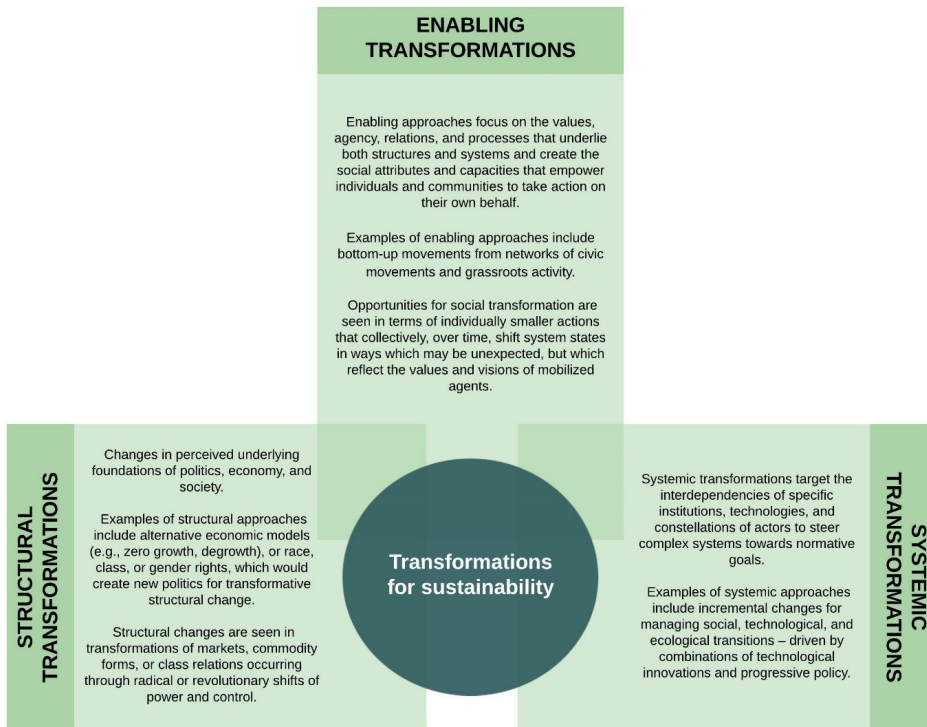 ENABLING
TRANSFORMATIONS
Enabling approaches focus on the values,
agency, relations, and processes that underlie
both structures and systems and create the
social attributes and capacities that empower
individuals and communities to take action on
their own behalf.
Examples of enabling approaches include
bottom-up movements from networks of civic
movements and grassroots activity.
Opportunities for social transformation are
seen in terms of individually smaller actions
that collectively, over time, shift system states
in ways which may be unexpected, but which
reflect the values and visions of mobilized
agents.
STRUCTURAL
TRANSFORMATIONS
Changes in perceived underlying
foundations of politics, economy, and
society.
Examples of structural approaches
include alternative economic models
(e.g., zero growth, degrowth), or race,
class, or gender rights, which would
create new politics for transformative
structural change.
Structural changes are seen in
transformations of markets, commodity
forms, or class relations occurring
through radical or revolutionary shifts of
power and control.
Transformations
for sustainability
Systemic transformations target the
interdependencies of specific
institutions, technologies, and
constellations of actors to steer
complex systems towards normative
goals.
Examples of systemic approaches
include incremental changes for
managing social, technological, and
ecological transitions – driven by
combinations of technological
innovations and progressive policy.
SYSTEMIC
TRANSFORMATIONS